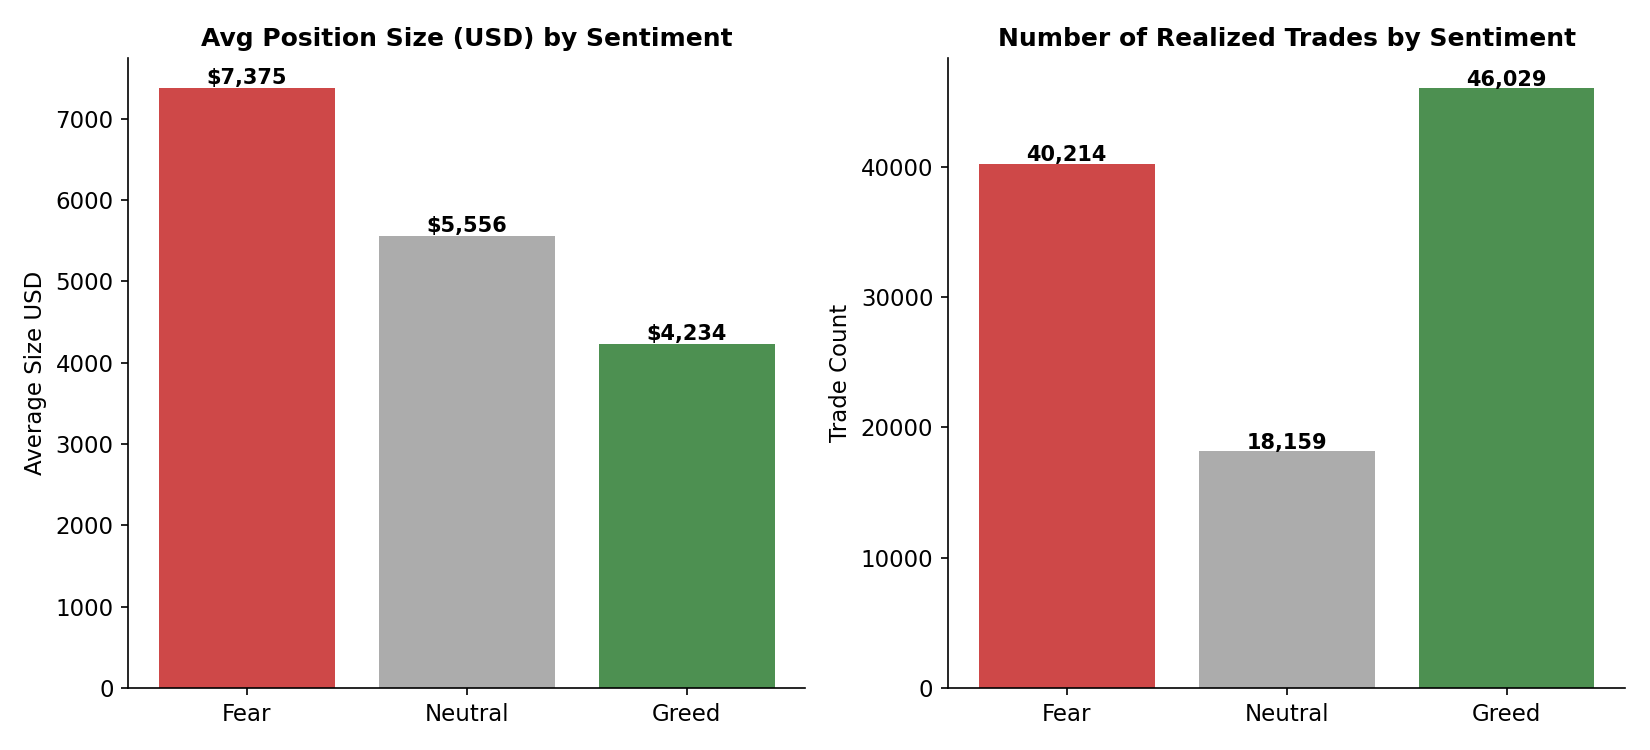 Avg Position Size (USD) by Sentiment
Average Size USD
7000
6000
5000
4000
3000
2000
1000
0
$7,375
$5,556
$4,234
Fear
Neutral
Greed
Number of Realized Trades by Sentiment
Trade Count
40000
30000
20000
10000
0
40,214
18,159
46,029
Fear
Neutral
Greed